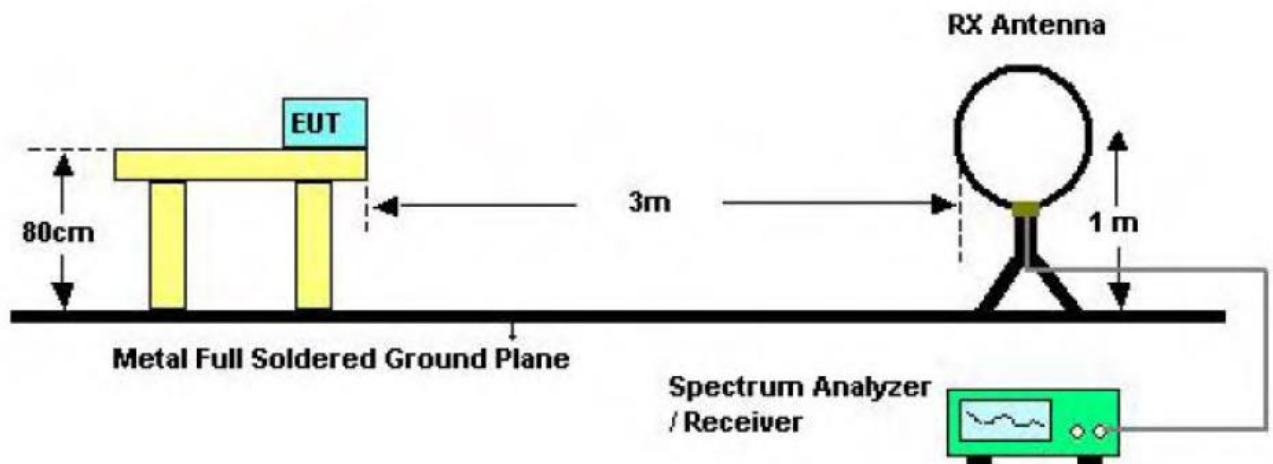 RX Antenna
EUT
80cm
3m
1 m
Metal Full Soldered Ground Plane
Spectrum Analyzer
/ Receiver